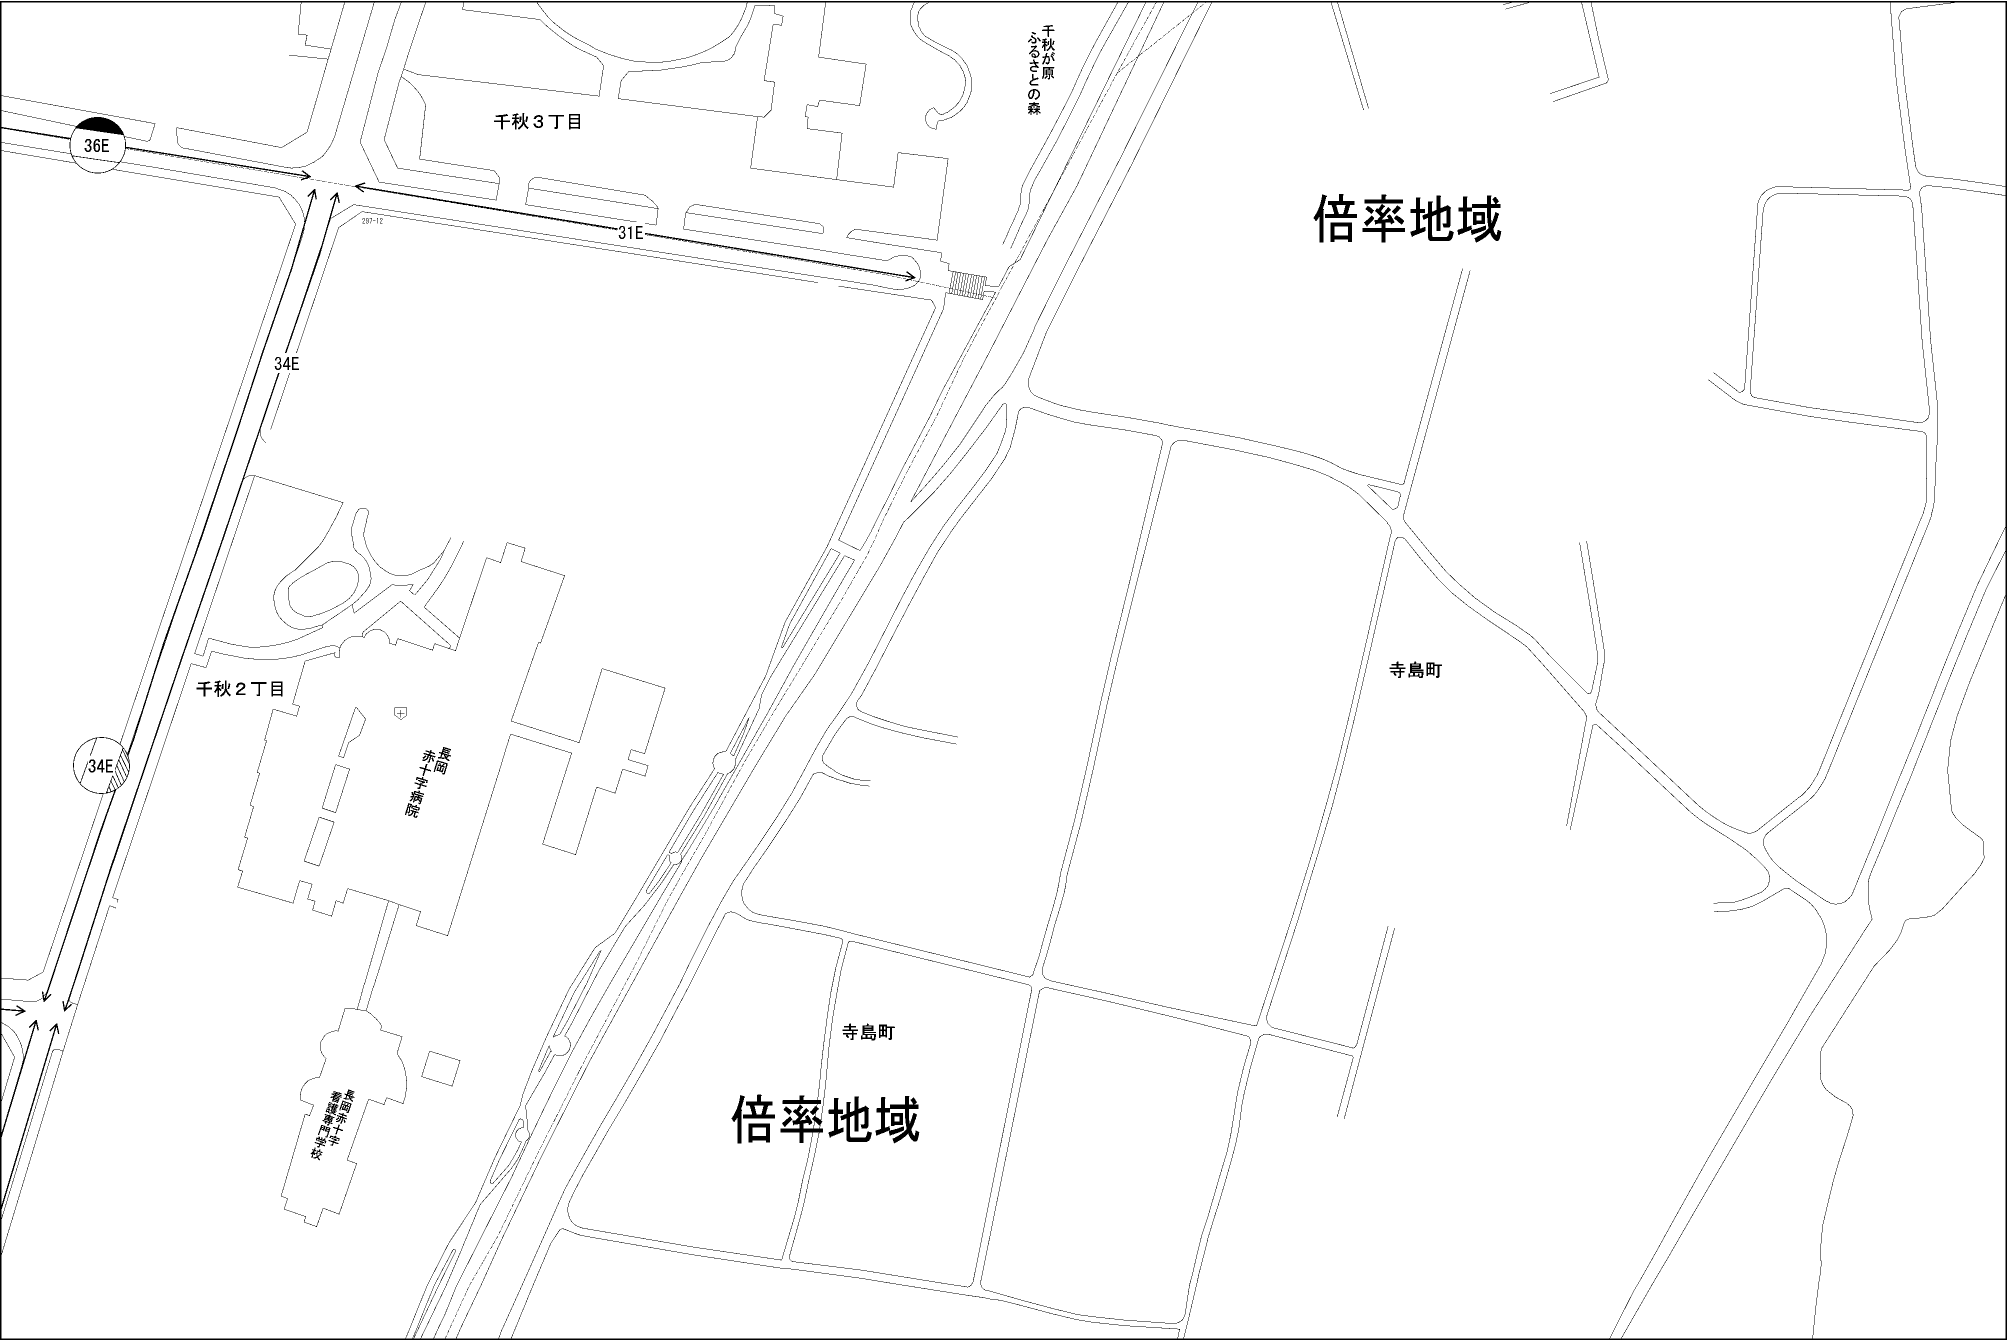 千秋が原
ふるさとの森
千秋３丁目
36E
倍率地域
297-12
31E
34E
寺島町
千秋２丁目
長岡
赤十字病院
34E
寺島町
長岡赤十字
看護専門学校
倍率地域